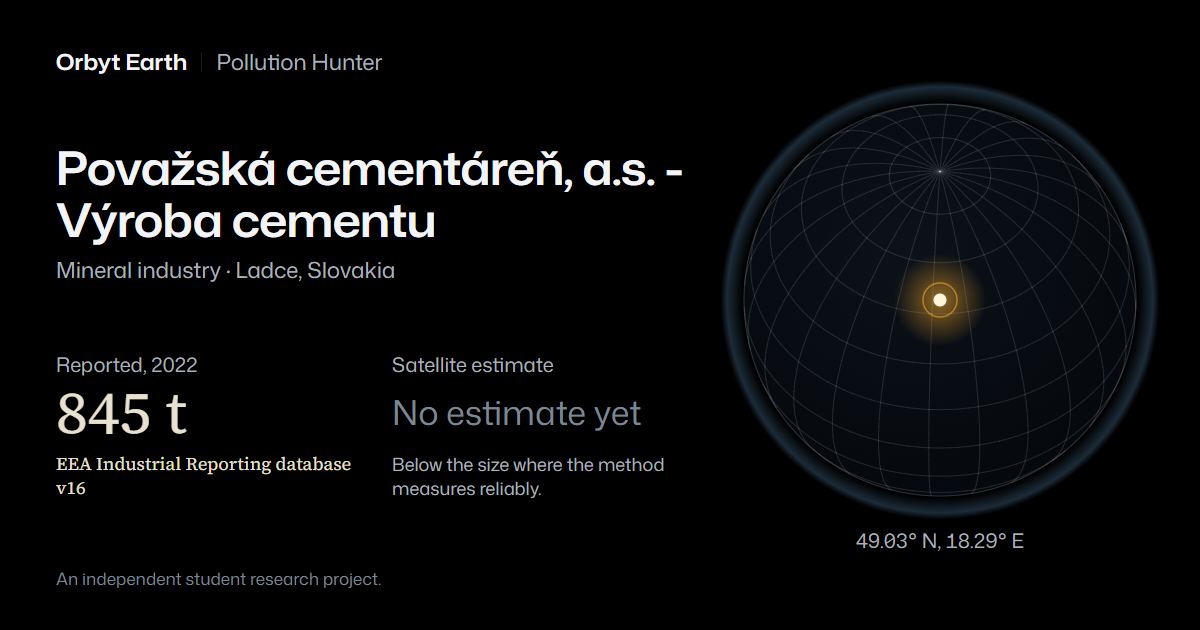 Orbyt Earth | Pollution Hunter
Považská cementáreň, a.s. -
Výroba cementu
Mineral industry · Ladce, Slovakia
Reported, 2022
845 t
EEA Industrial Reporting database
v16
Satellite estimate
No estimate yet
Below the size where the method
measures reliably.
49.03° N, 18.29° E
An independent student research project.